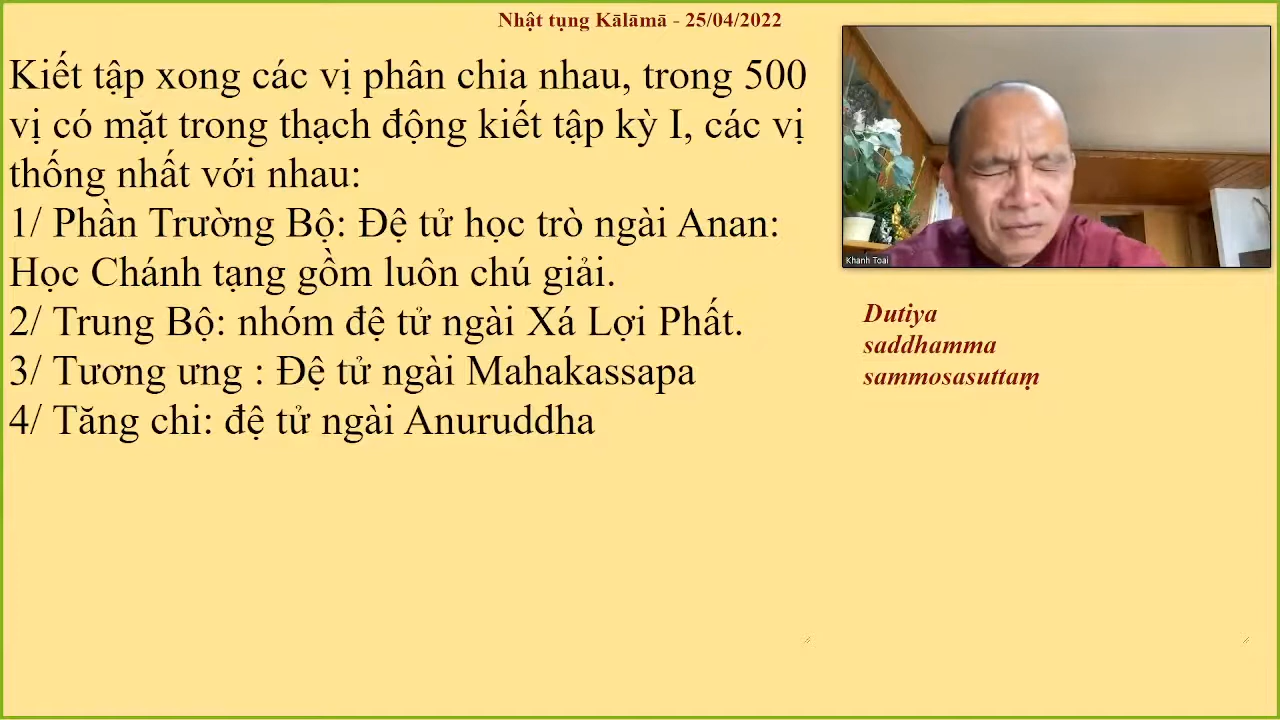 Nhật tụng Kālāmā - 25/04/2022
Kiết tập xong các vị phân chia nhau, trong 500
vị có mặt trong thạch động kiết tập kỳ I, các vị
thống nhất với nhau:
1/ Phần Trường Bộ: Đệ tử học trò ngài Anan:
Học Chánh tạng gồm luôn chú giải.
2/ Trung Bộ: nhóm đệ tử ngài Xá Lợi Phất.
3/ Tương ưng : Đệ tử ngài Mahakassapa
4/ Tăng chi: đệ tử ngài Anuruddha
Khanh Toai
Dutiya
saddhamma
sammosasuttaṃ